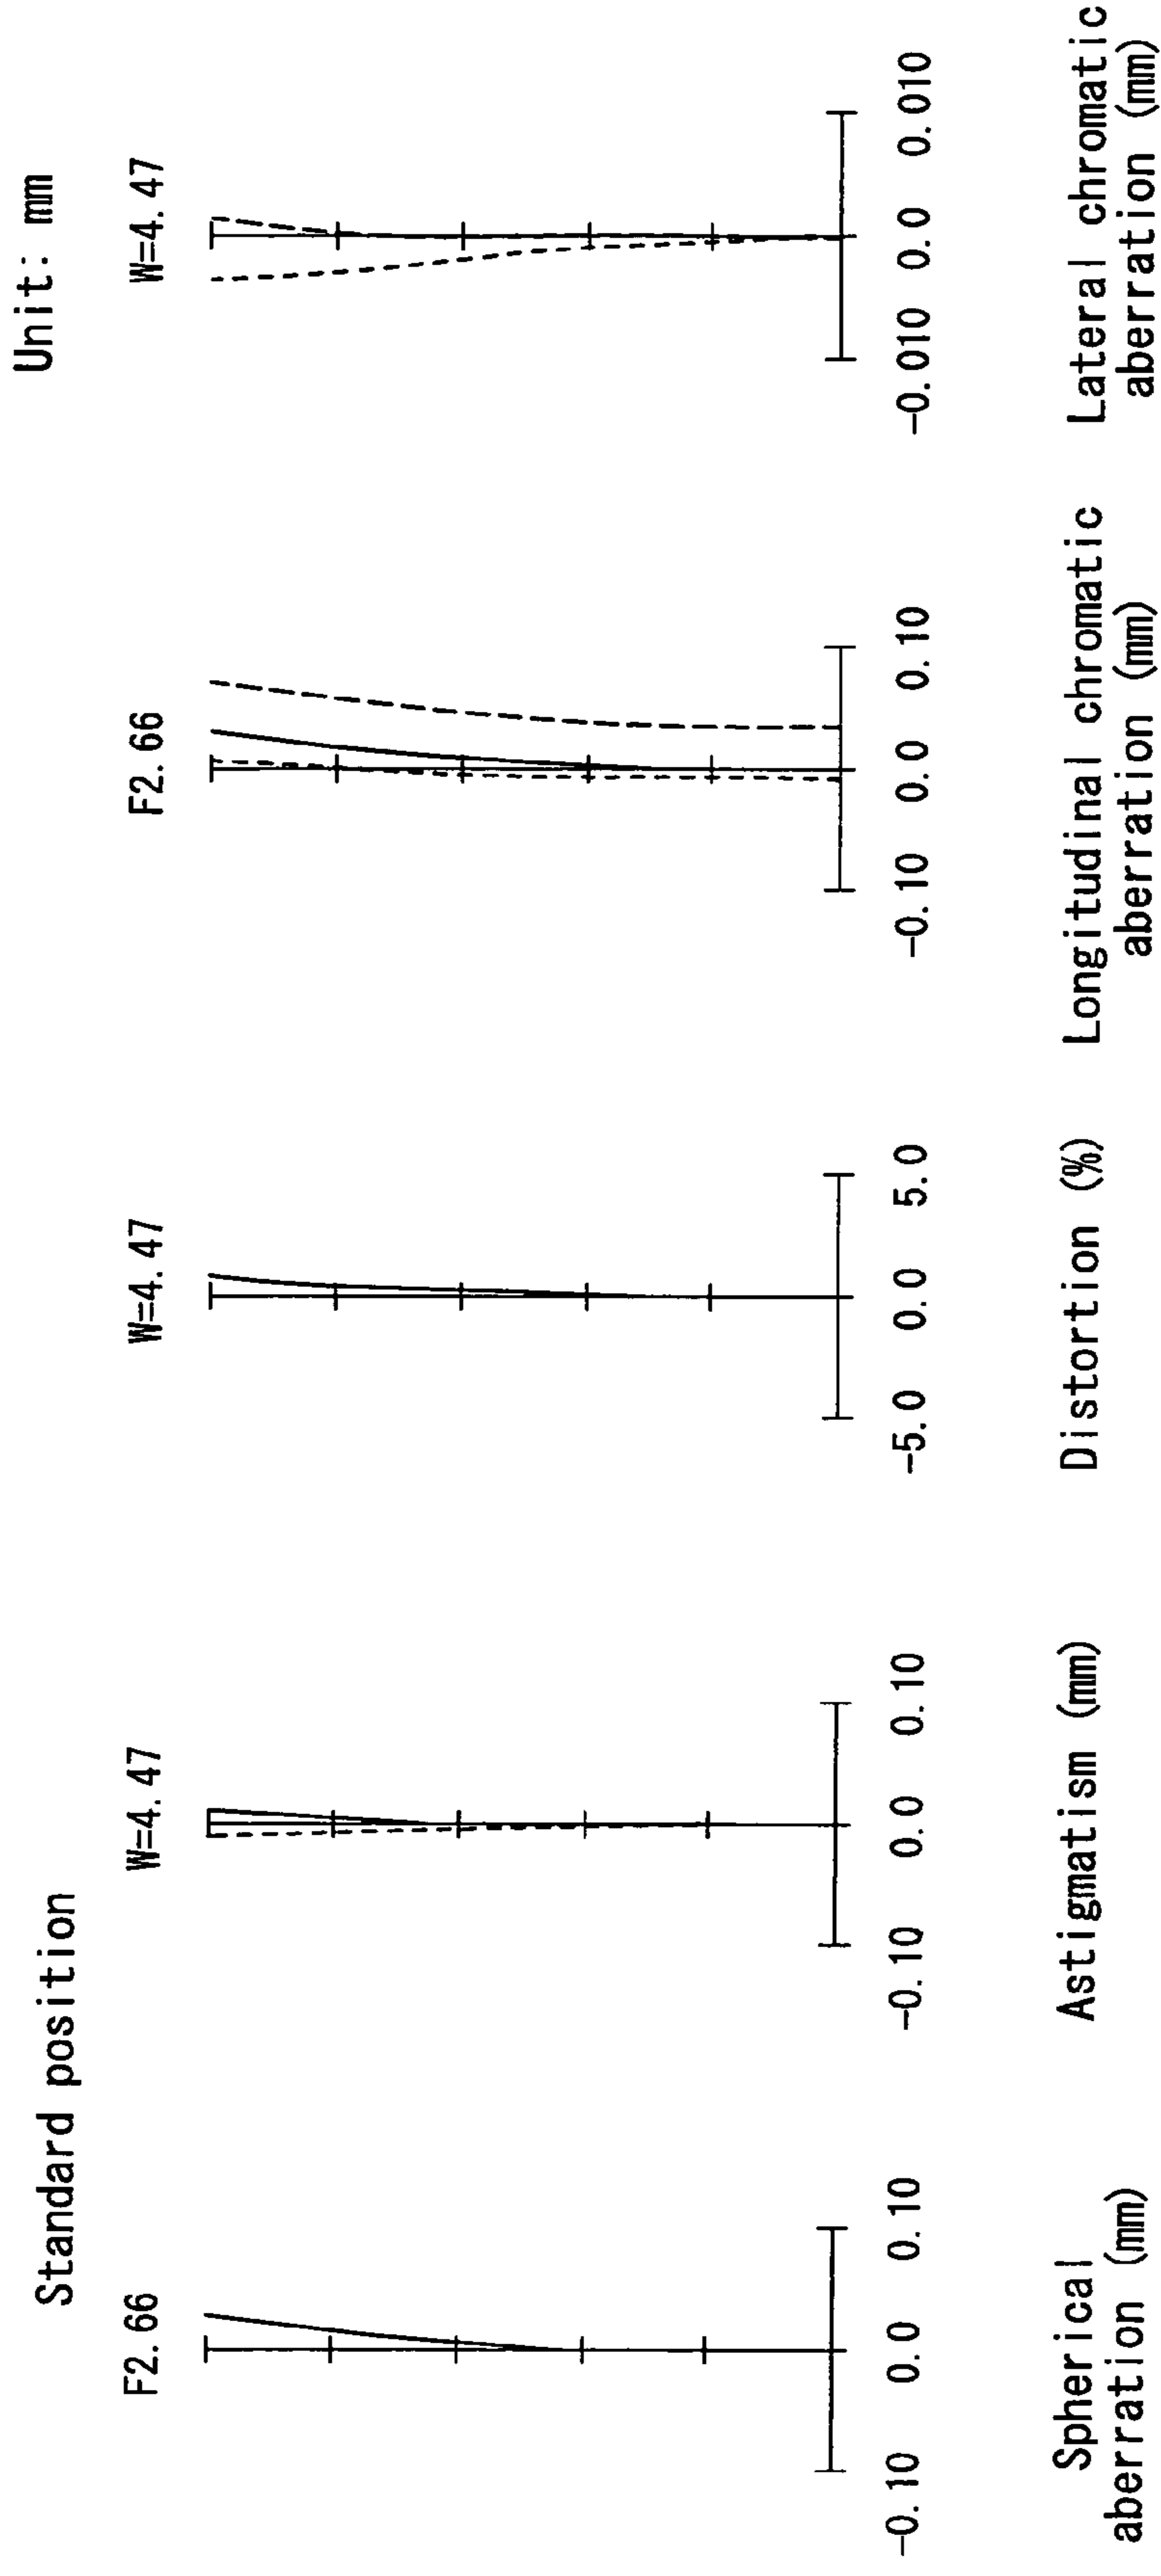 Standard position
Unit: mm
F2.66
W=4.47
W=4.47
F2.66
W=4.47
-0.10 0.0 0.10
-0.10 0.0 0.10
-5.0 0.0 5.0
-0.10 0.0 0.10
-0.010 0.0 0.010
Spherical
aberration (mm)
Astigmatism (mm)
Distortion (%)
Longitudinal chromatic
aberration (mm)
Lateral chromatic
aberration (mm)